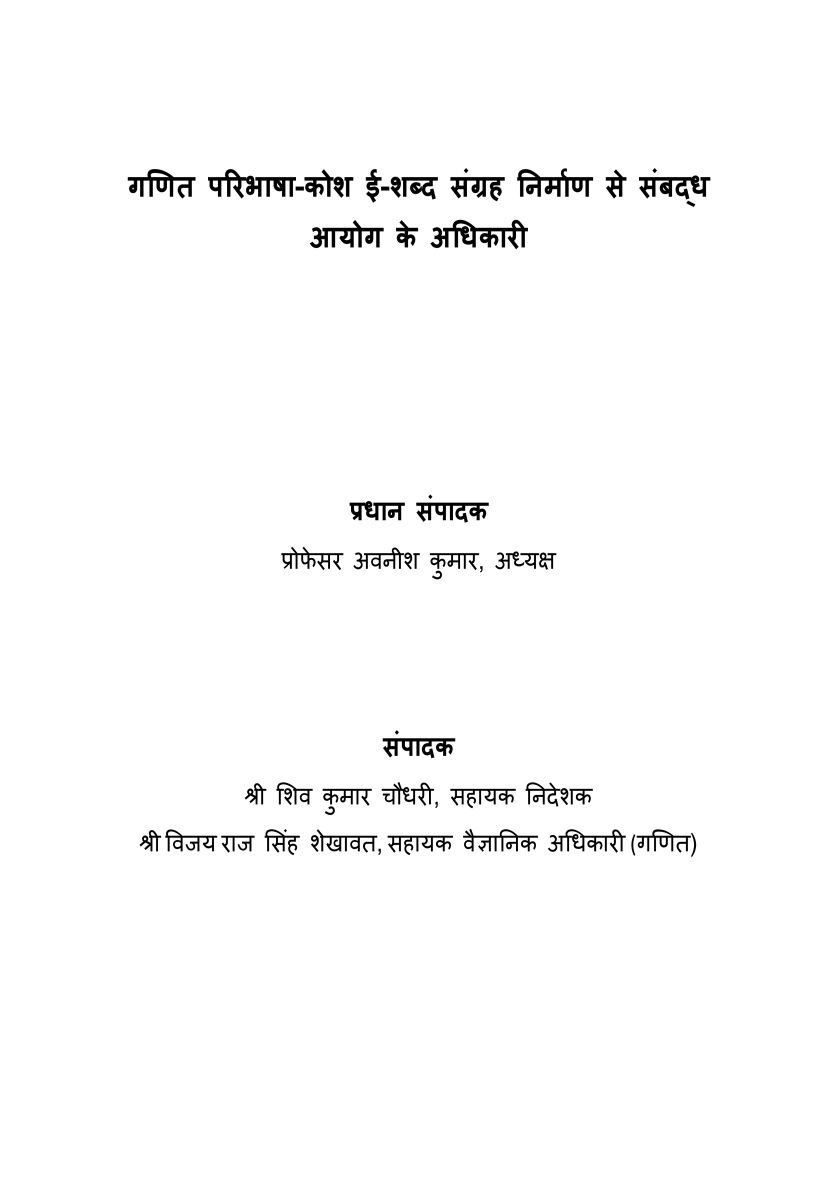 गणित परिभाषा-कोश ई-शब्द संग्रह निर्माण से संबद्ध
आयोग के अधिकारी
प्रधान संपादक
प्रोफेसर अवनीश कुमार, अध्यक्ष
संपादक
श्री शिव कुमार चौधरी, सहायक निदेशक
श्री विजय राज सिंह शेखावत, सहायक वैज्ञानिक अधिकारी (गणित)